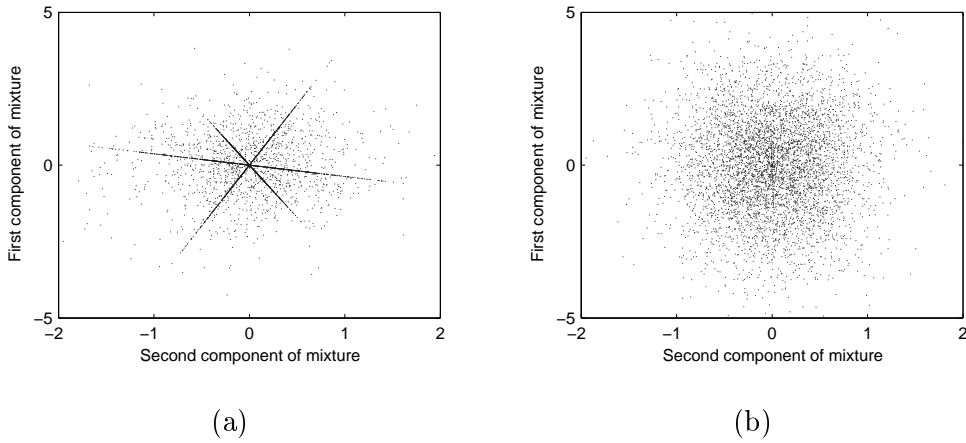 5
0
−5
−2
−1
0
1
2
First component of mixture
Second component of mixture
(a)
5
0
−5
−2
−1
0
1
2
First component of mixture
Second component of mixture
(b)